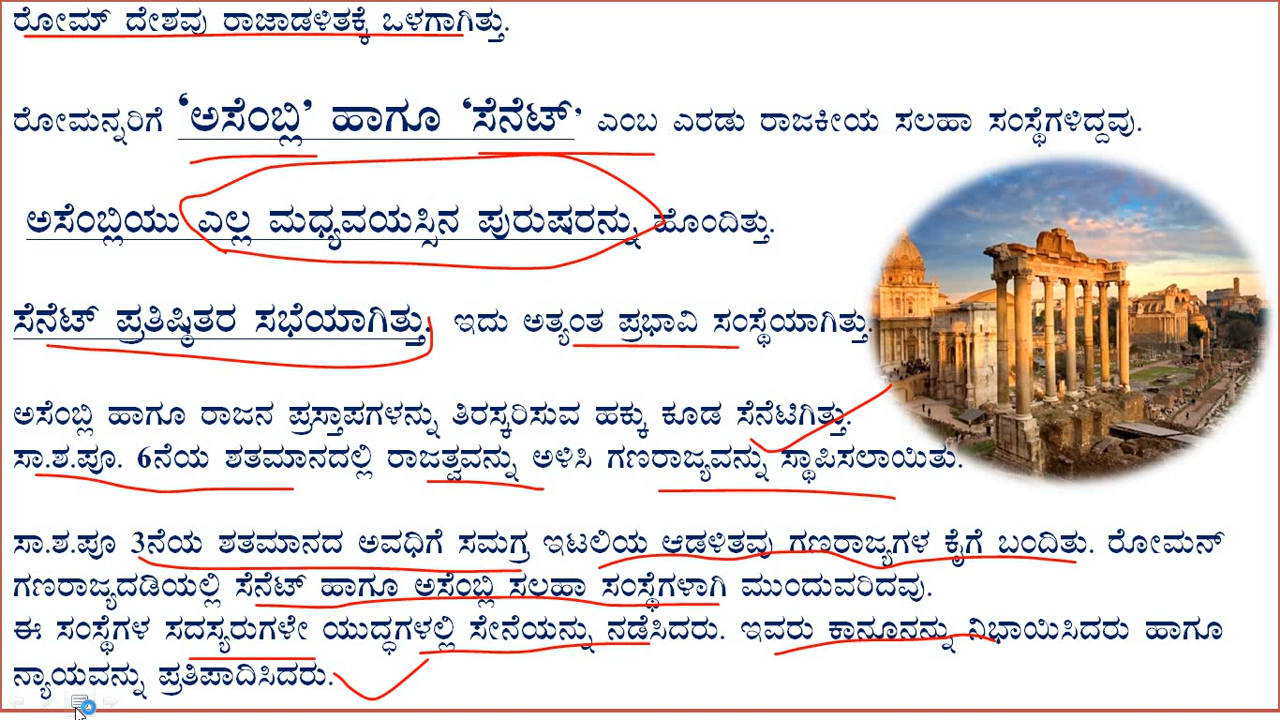 ರೋಮ್ ದೇಶವು ರಾಜಾಡಳಿತಕ್ಕೆ ಒಳಗಾಗಿತ್ತು.
ರೋಮನ್ನರಿಗೆ ‘ಅಸೆಂಬ್ಲಿ’ ಹಾಗೂ ‘ಸೆನೆಟ್’ ಎಂಬ ಎರಡು ರಾಜಕೀಯ ಸಲಹಾ ಸಂಸ್ಥೆಗಳಿದ್ದವು.
ಅಸೆಂಬ್ಲಿಯು ಎಲ್ಲ ಮಧ್ಯವಯಸ್ಸಿನ ಪುರುಷರನ್ನು ಹೊಂದಿತ್ತು.
ಸೆನೆಟ್ ಪ್ರತಿಷ್ಠಿತರ ಸಭೆಯಾಗಿತ್ತು. ಇದು ಅತ್ಯಂತ ಪ್ರಭಾವಿ ಸಂಸ್ಥೆಯಾಗಿತ್ತು.
ಅಸೆಂಬ್ಲಿ ಹಾಗೂ ರಾಜನ ಪ್ರಸ್ತಾಪಗಳನ್ನು ತಿರಸ್ಕರಿಸುವ ಹಕ್ಕು ಕೂಡ ಸೆನೆಟಿಗಿತ್ತು.
ಸಾ.ಶ.ಪೂ. 6ನೆಯ ಶತಮಾನದಲ್ಲಿ ರಾಜತ್ವವನ್ನು ಅಳಿಸಿ ಗಣರಾಜ್ಯವನ್ನು ಸ್ಥಾಪಿಸಲಾಯಿತು.
ಸಾ.ಶ.ಪೂ 3ನೆಯ ಶತಮಾನದ ಅವಧಿಗೆ ಸಮಗ್ರ ಇಟಲಿಯ ಆಡಳಿತವು ಗಣರಾಜ್ಯಗಳ ಕೈಗೆ ಬಂದಿತು. ರೋಮನ್
ಗಣರಾಜ್ಯದಡಿಯಲ್ಲಿ ಸೆನೆಟ್ ಹಾಗೂ ಅಸೆಂಬ್ಲಿ ಸಲಹಾ ಸಂಸ್ಥೆಗಳಾಗಿ ಮುಂದುವರಿದವು.
ಈ ಸಂಸ್ಥೆಗಳ ಸದಸ್ಯರುಗಳೇ ಯುದ್ಧಗಳಲ್ಲಿ ಸೇನೆಯನ್ನು ನಡೆಸಿದರು. ಇವರು ಕಾನೂನನ್ನು ನಿಭಾಯಿಸಿದರು ಹಾಗೂ
ನ್ಯಾಯವನ್ನು ಪ್ರತಿಪಾದಿಸಿದರು.